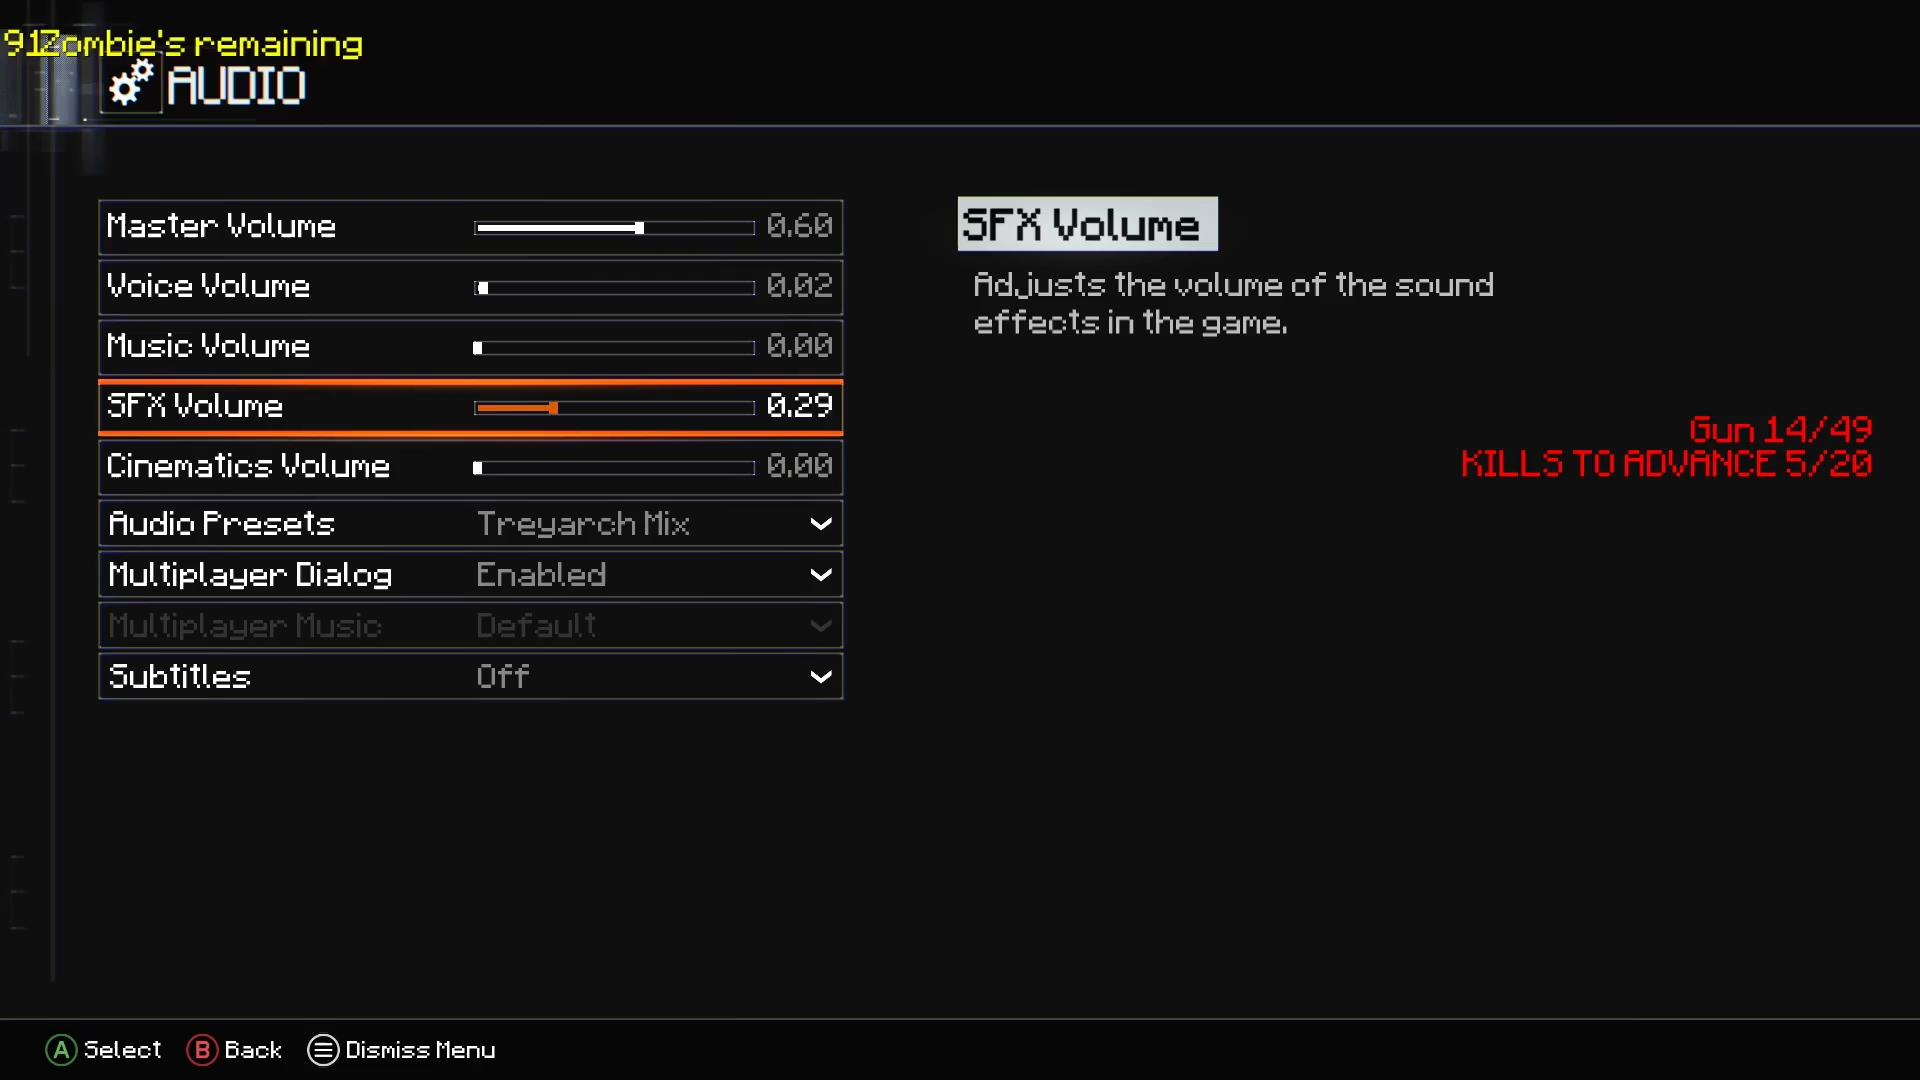 91Zombie's remaining
AUDIO
Master Volume 0.60
Voice Volume 0.02
Music Volume 0.00
SFX Volume 0.29
Cinematics Volume 0.00
Audio Presets Treyarch Mix
Multiplayer Dialog Enabled
Multiplayer Music Default
Subtitles Off
SFX Volume
Adjusts the volume of the sound
effects in the game.
Gun 14/49
KILLS TO ADVANCE 5/20
A Select B Back Dismiss Menu